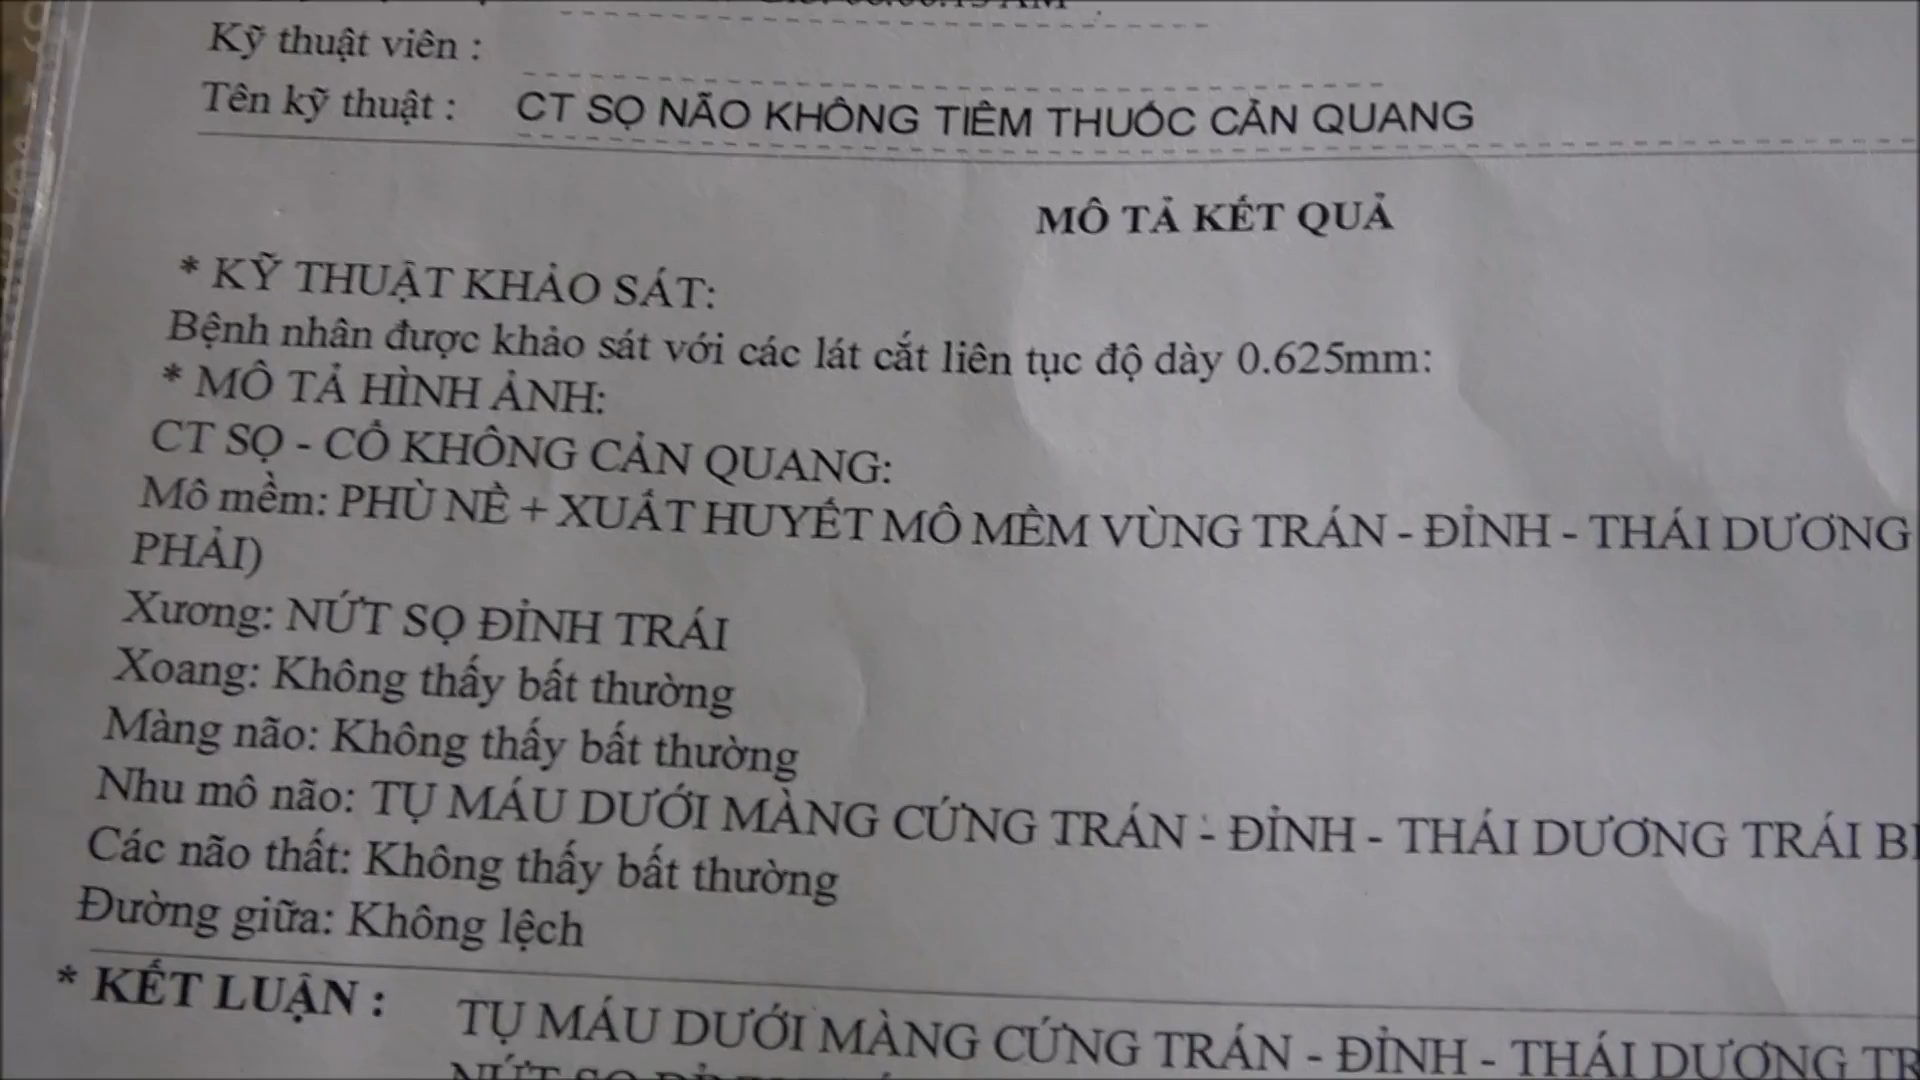 Kỹ thuật viên :
Tên kỹ thuật : CT SỌ NÃO KHÔNG TIÊM THUỐC CẢN QUANG
MÔ TẢ KẾT QUẢ
* KỸ THUẬT KHẢO SÁT:
Bệnh nhân được khảo sát với các lát cắt liên tục độ dày 0.625mm:
* MÔ TẢ HÌNH ẢNH:
CT SỌ - CỔ KHÔNG CẢN QUANG:
Mô mềm: PHÙ NỀ + XUẤT HUYẾT MÔ MỀM VÙNG TRÁN - ĐỈNH - THÁI DƯƠNG
PHẢI)
Xương: NỨT SỌ ĐỈNH TRÁI
Xoang: Không thấy bất thường
Màng não: Không thấy bất thường
Nhu mô não: TỤ MÁU DƯỚI MÀNG CỨNG TRÁN - ĐỈNH - THÁI DƯƠNG TRÁI
Các não thất: Không thấy bất thường
Đường giữa: Không lệch
* KẾT LUẬN : TỤ MÁU DƯỚI MÀNG CỨNG TRÁN - ĐỈNH - THÁI DƯƠNG
NỨT SỌ